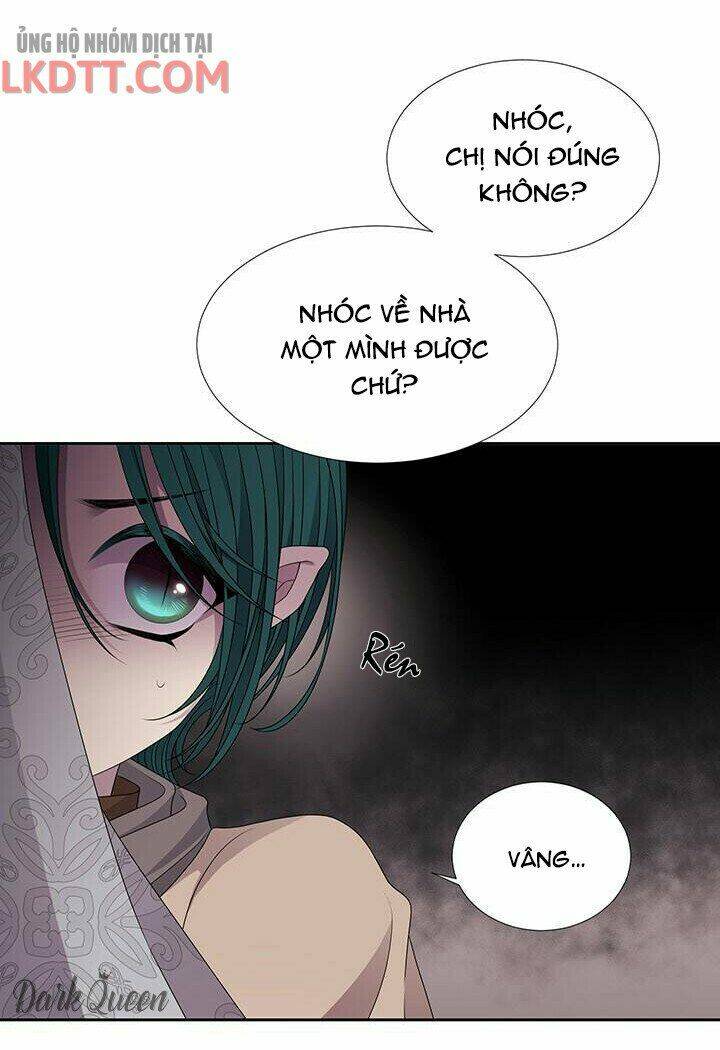 ỦNG HỘ NHÓM DỊCH TẠI
LKDTT.COM
NHÓC,
CHỊ NÓI ĐÚNG
KHÔNG?
NHÓC VỀ NHÀ
MỘT MÌNH ĐƯỢC
CHỨ?
Rén
VÂNG...
Dark Queen